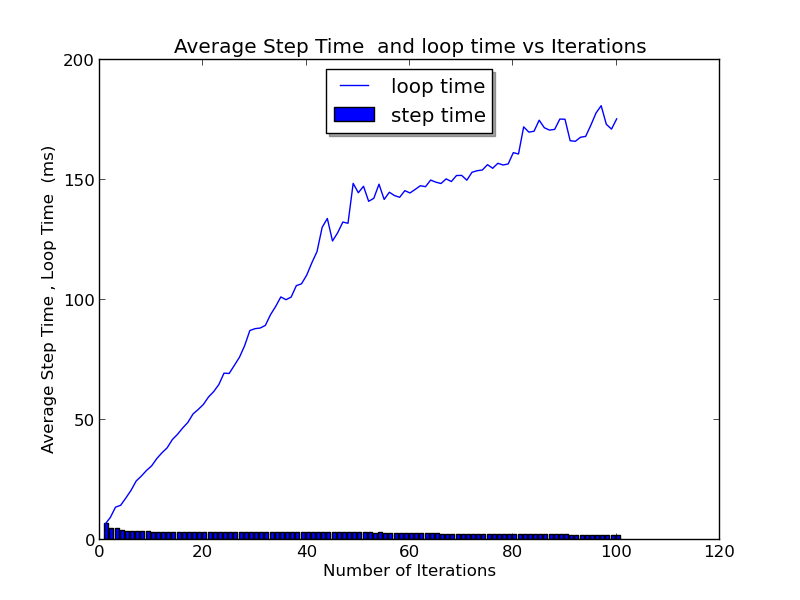 Average Step Time  and loop time vs Iterations
200
150
100
50
0
Average Step Time , Loop Time  (ms)
loop time
step time
0 20 40 60 80 100 120
Number of Iterations